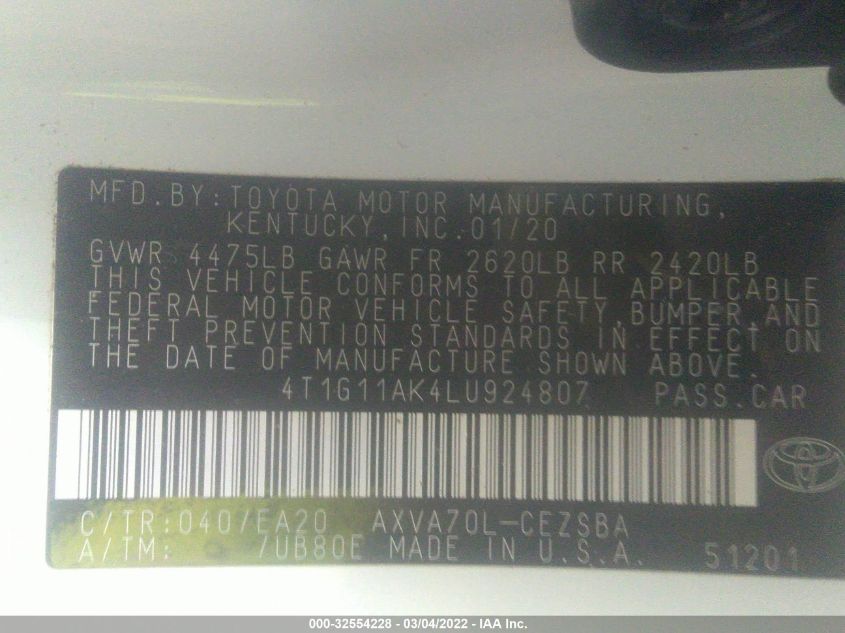 MFD.BY:TOYOTA MOTOR MANUFACTURING,
KENTUCKY,INC.01/20
GVWR 4475LB GAWR FR 2620LB RR 2420LB
THIS VEHICLE CONFORMS TO ALL APPLICABLE
FEDERAL MOTOR VEHICLE SAFETY,BUMPER,AND
THEFT PREVENTION STANDARDS IN EFFECT ON
THE DATE OF MANUFACTURE SHOWN ABOVE.
4T1G11AK4LU924807 PASS.CAR
C/TR:040/EA20 AXVA70L-CEZSBA
A/TM: 7UB80E MADE IN U.S.A. 51201
000-32554228 - 03/04/2022 - IAA Inc.